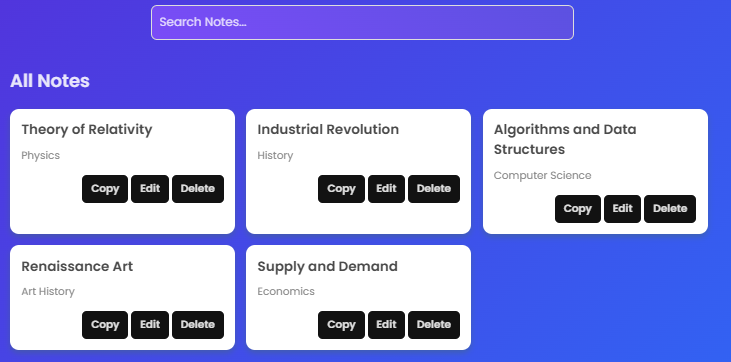 Search Notes...
All Notes
Theory of Relativity
Physics
Copy Edit Delete
Industrial Revolution
History
Copy Edit Delete
Algorithms and Data
Structures
Computer Science
Copy Edit Delete
Renaissance Art
Art History
Copy Edit Delete
Supply and Demand
Economics
Copy Edit Delete